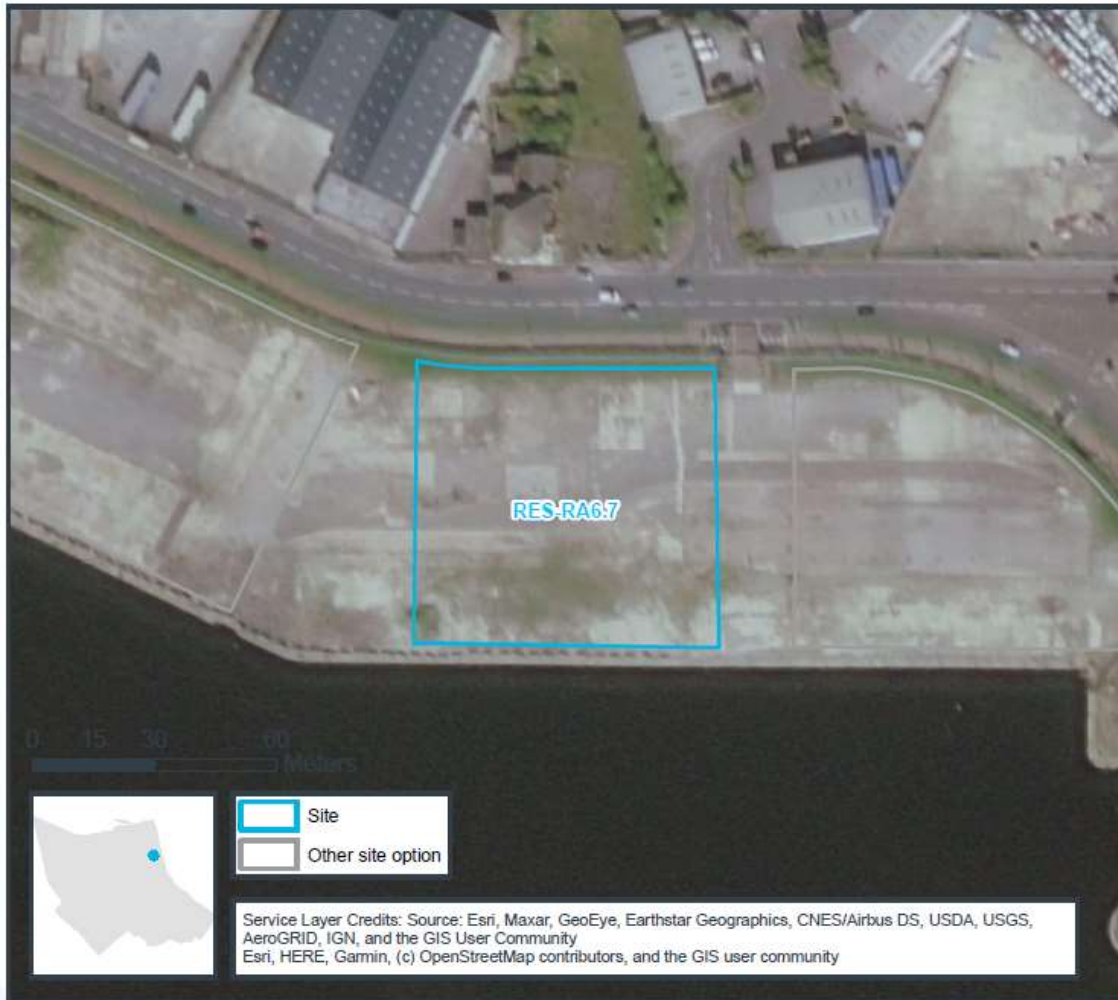 RES-RA6.7
0 15 30 60
Meters
Site
Other site option
Service Layer Credits: Source: Esri, Maxar, GeoEye, Earthstar Geographics, CNES/Airbus DS, USDA, USGS,
AeroGRID, IGN, and the GIS User Community
Esri, HERE, Garmin, (c) OpenStreetMap contributors, and the GIS user community